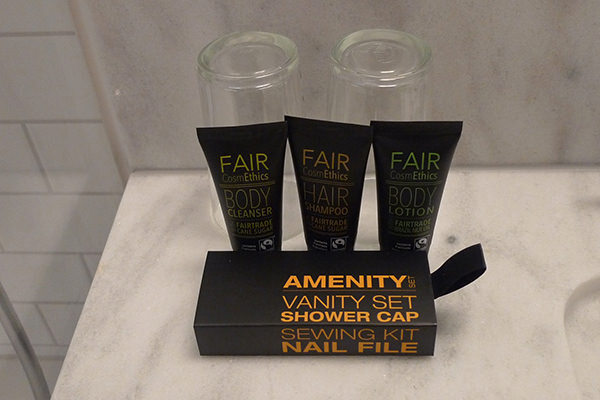 FAIR
CosmEthics
BODY
CLEANSER
FAIRTRADE
CANE SUGAR
FAIR
CosmEthics
HAIR
SHAMPOO
FAIRTRADE
CANE SUGAR
FAIR
CosmEthics
BODY
LOTION
FAIRTRADE
AMENITY SET
VANITY SET
SHOWER CAP
SEWING KIT
NAIL FILE